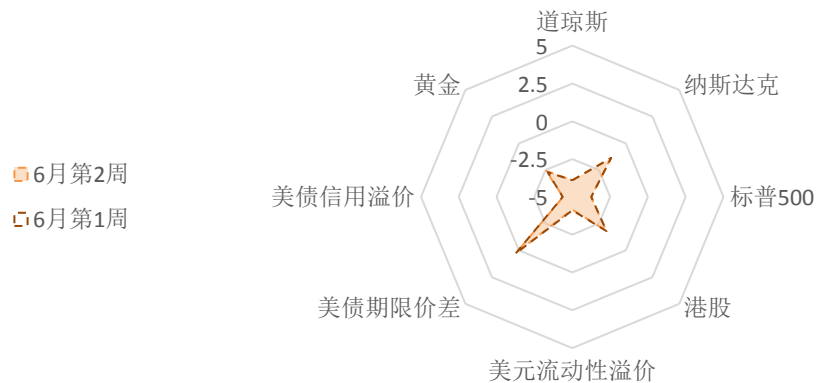 道琼斯
5
黄金
2.5
纳斯达克
0
-2.5
6月第2周
美债信用溢价
-5
标普500
6月第1周
美债期限价差
港股
美元流动性溢价